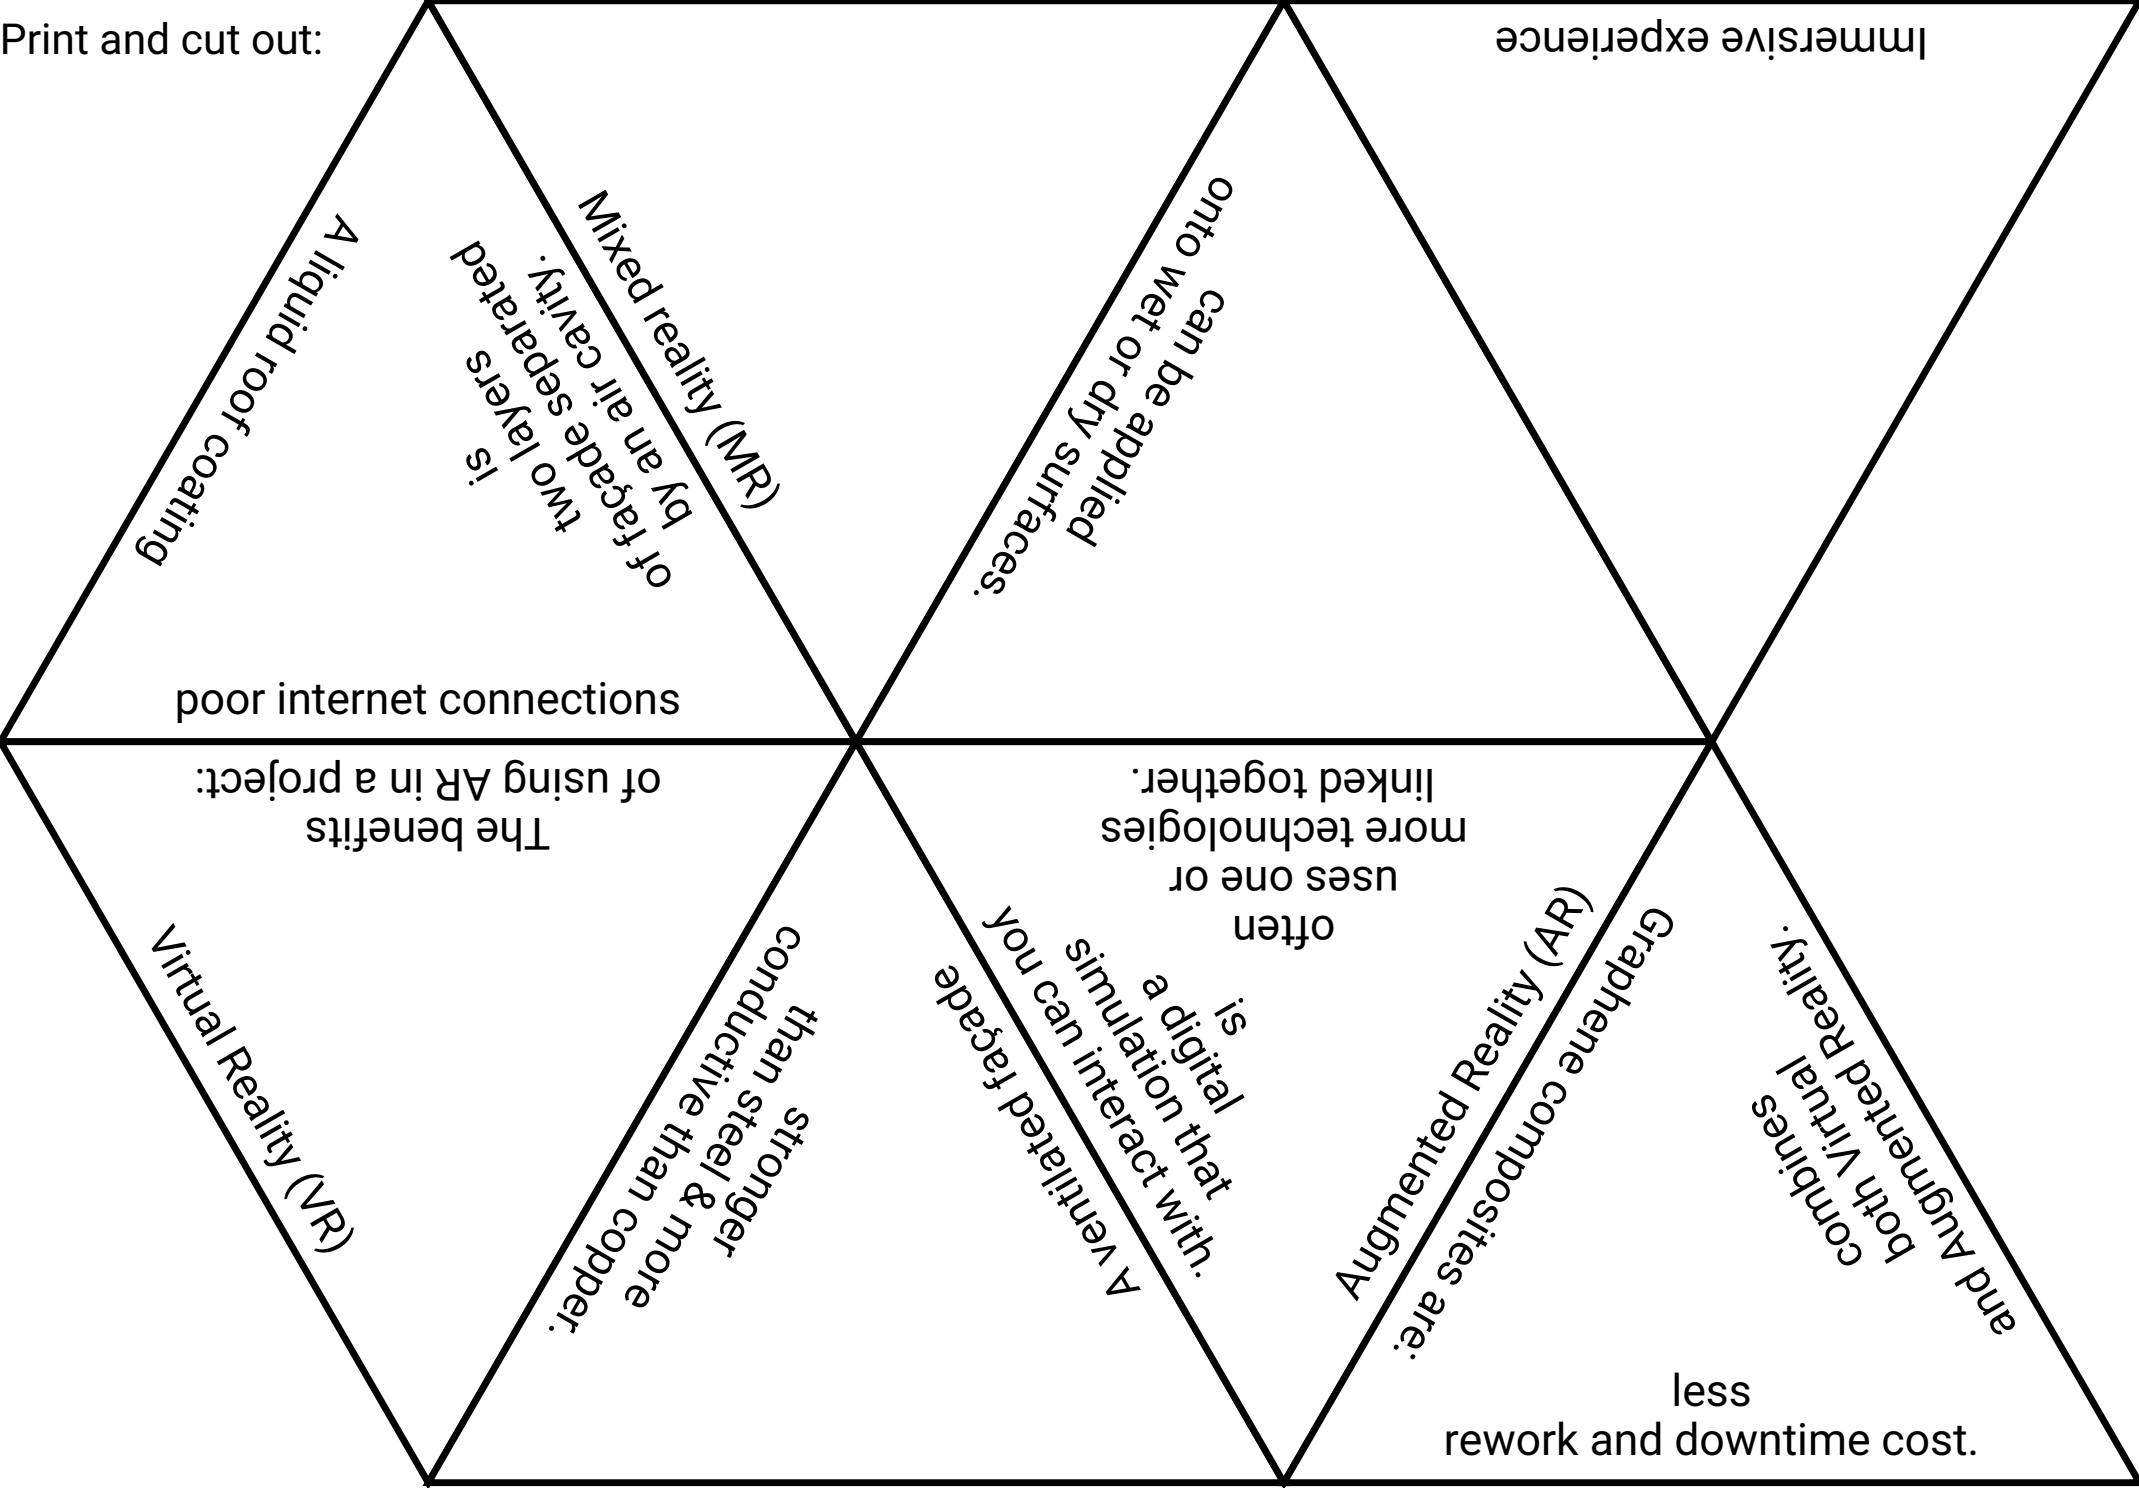 Print and cut out:
A liquid roof coating
is
two layers
of façade separated
by an air cavity.
poor internet connections
Mixed reality (MR)
can be applied
onto wet or dry surfaces.
Immersive experience
The benefits
of using AR in a project:
Virtual Reality (VR)
stronger
than steel & more
conductive than copper.
A ventilated façade
often
uses one or
more technologies
linked together.
is
a digital
simulation that
you can interact with.
Augmented Reality (AR)
Graphene composites are:
combines
both Virtual
and Augmented Reality.
less
rework and downtime cost.